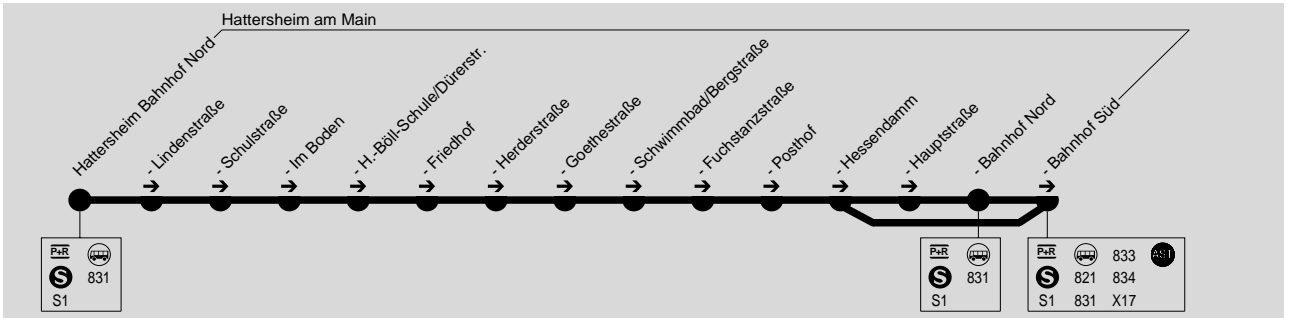 Hattersheim am Main
Hattersheim Bahnhof Nord
- Lindenstraße
- Schulstraße
- Im Boden
- H.-Böll-Schule/Dürerstr.
- Friedhof
- Herderstraße
- Goethestraße
- Schwimmbad/Bergstraße
- Fuchstanzstraße
- Posthof
- Hessendamm
- Hauptstraße
- Bahnhof Nord
- Bahnhof Süd
P+R
S 831
S1
P+R
S 831
S1
P+R 833 AST
S 821 834
S1 831 X17